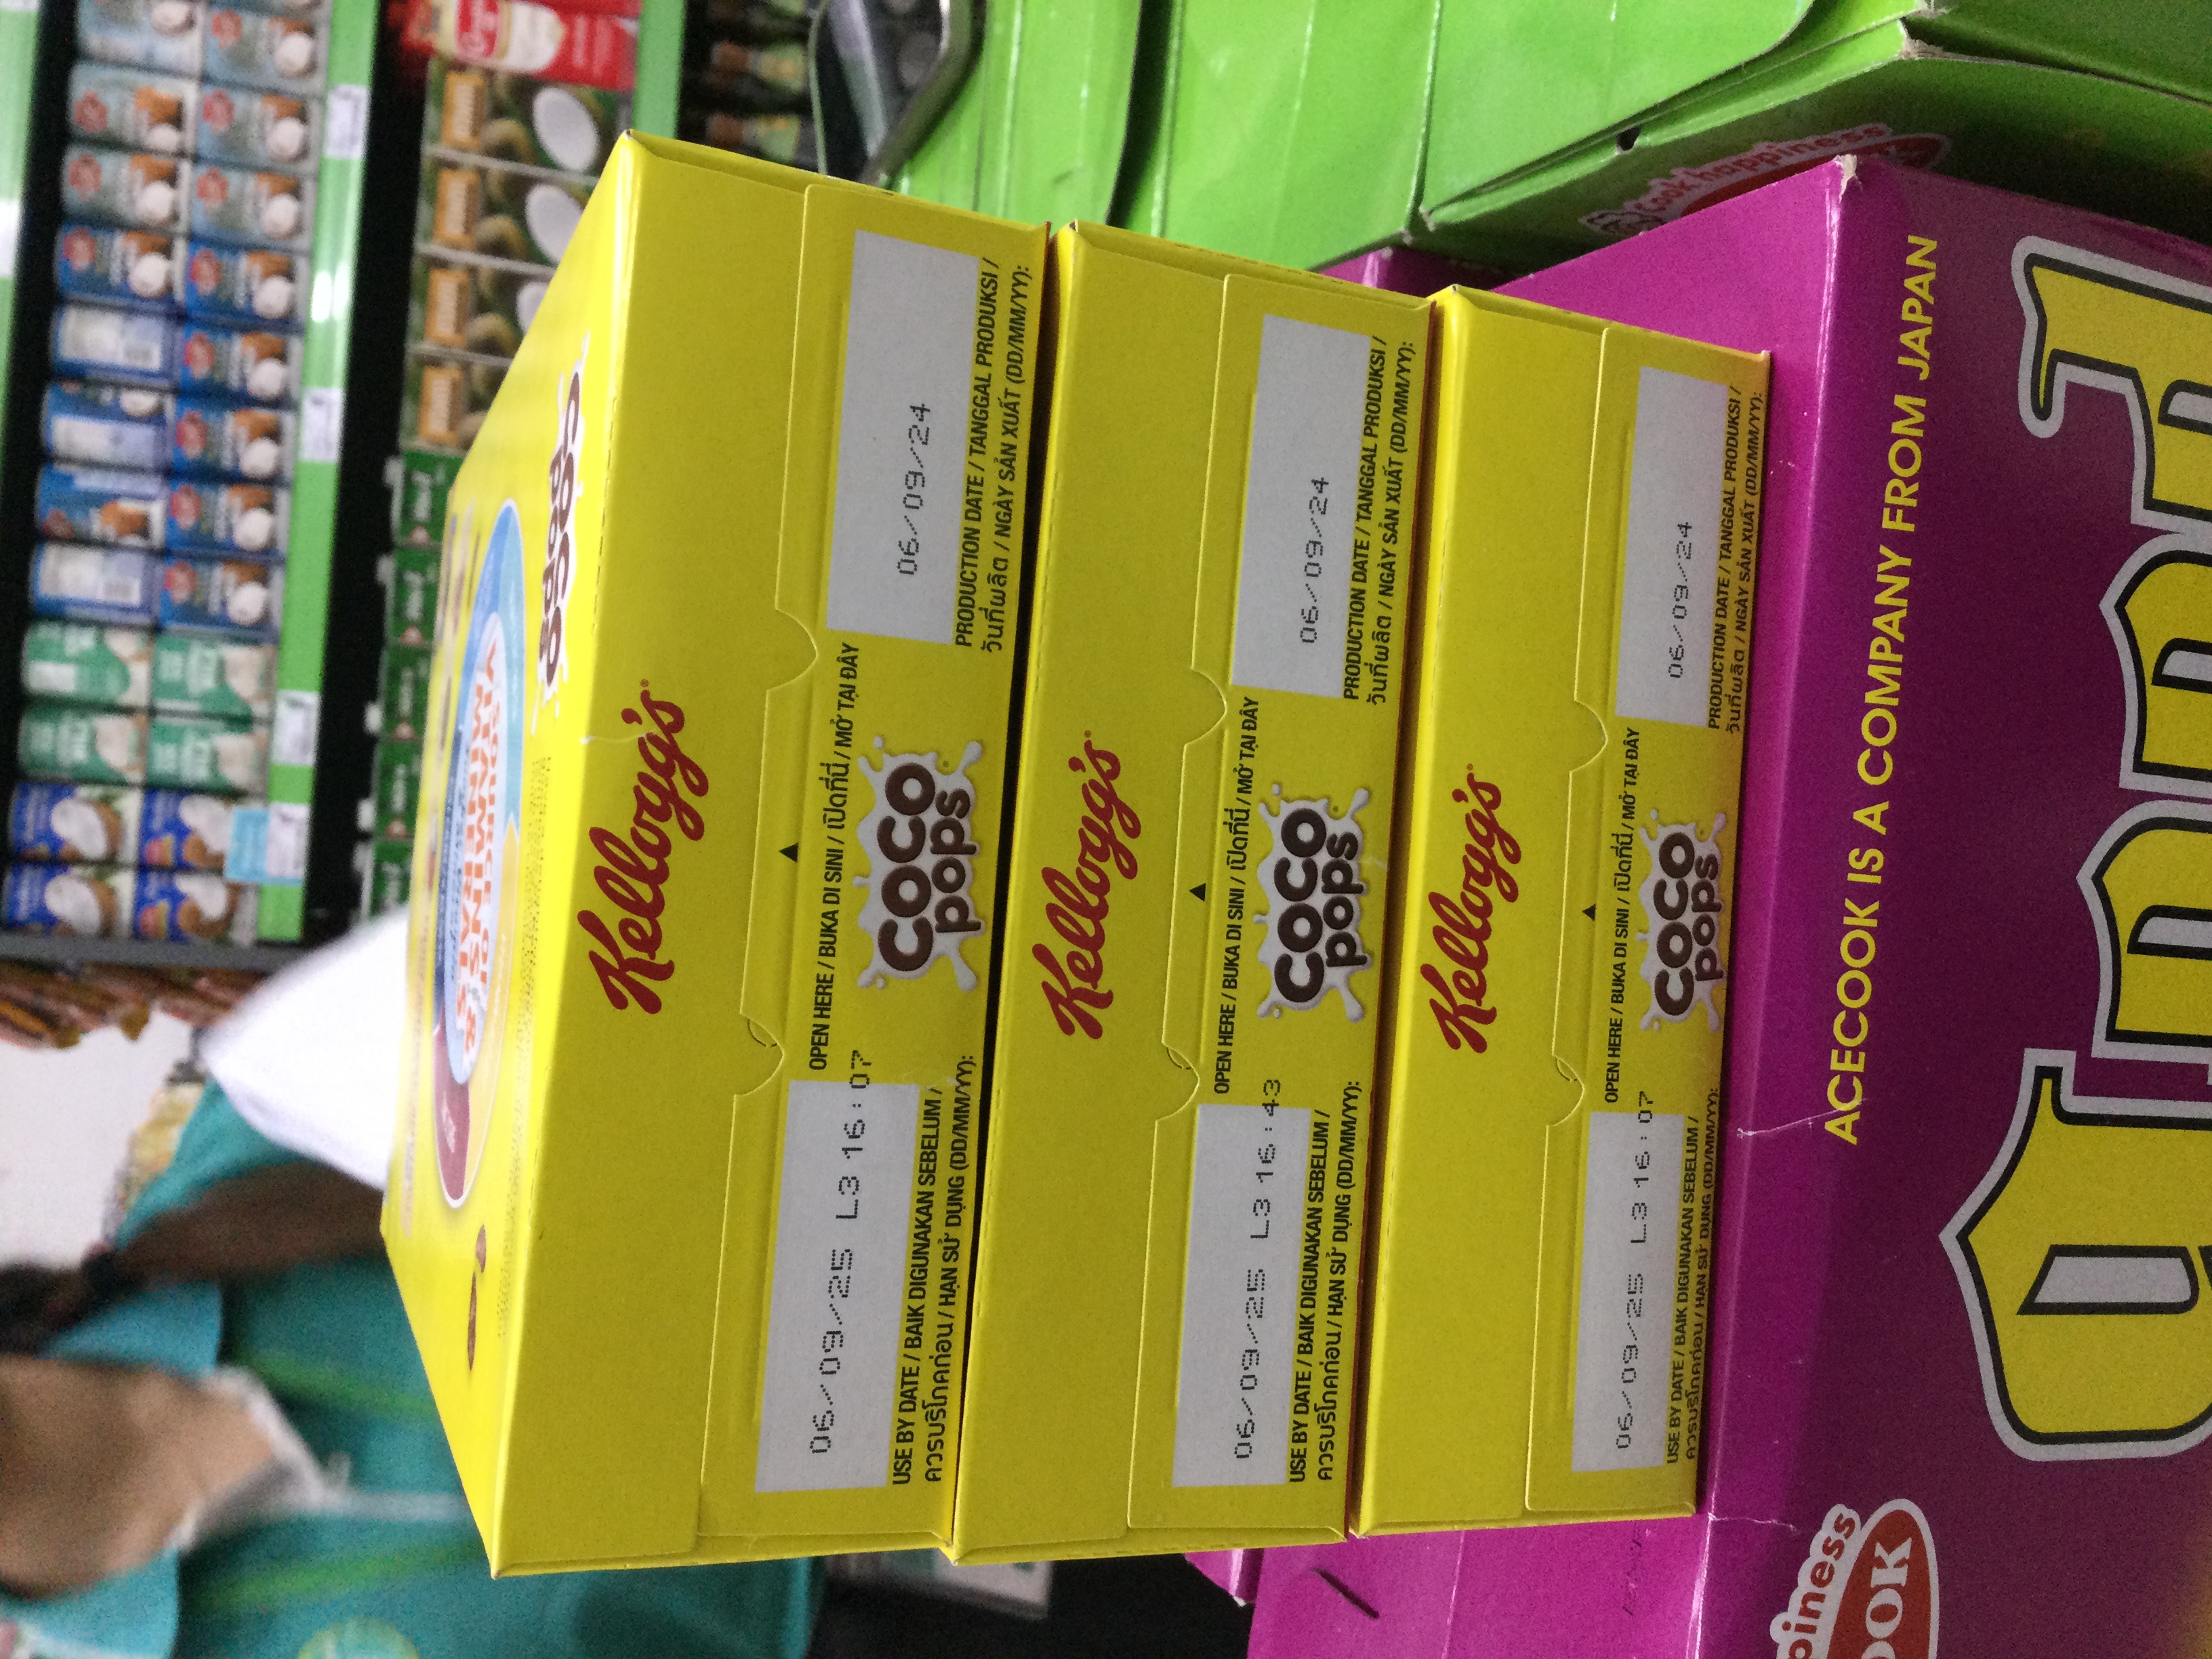 Kellogg's
OPEN HERE / BUKA DI SINI / เปิดที่นี่ / MỞ TẠI ĐÂY
COCO
pops
06/09/25 L3 16:07
USE BY DATE / BAIK DIGUNAKAN SEBELUM /
ควรบริโภคก่อน / HẠN SỬ DỤNG (DD/MM/YY):
06/09/24
PRODUCTION DATE / TANGGAL PRODUKSI /
วันที่ผลิต / NGÀY SẢN XUẤT (DD/MM/YY):
coco
pops
VITAMINS &
MINERALS
Kellogg's
OPEN HERE / BUKA DI SINI / เปิดที่นี่ / MỞ TẠI ĐÂY
COCO
pops
06/09/25 L3 16:43
USE BY DATE / BAIK DIGUNAKAN SEBELUM /
ควรบริโภคก่อน / HẠN SỬ DỤNG (DD/MM/YY):
06/09/24
PRODUCTION DATE / TANGGAL PRODUKSI /
วันที่ผลิต / NGÀY SẢN XUẤT (DD/MM/YY):
Kellogg's
OPEN HERE / BUKA DI SINI / เปิดที่นี่ / MỞ TẠI ĐÂY
COCO
pops
06/09/25 L3 16:07
USE BY DATE / BAIK DIGUNAKAN SEBELUM /
ควรบริโภคก่อน / HẠN SỬ DỤNG (DD/MM/YY):
06/09/24
PRODUCTION DATE / TANGGAL PRODUKSI /
วันที่ผลิต / NGÀY SẢN XUẤT (DD/MM/YY):
Cook happiness
ACECOOK IS A COMPANY FROM JAPAN